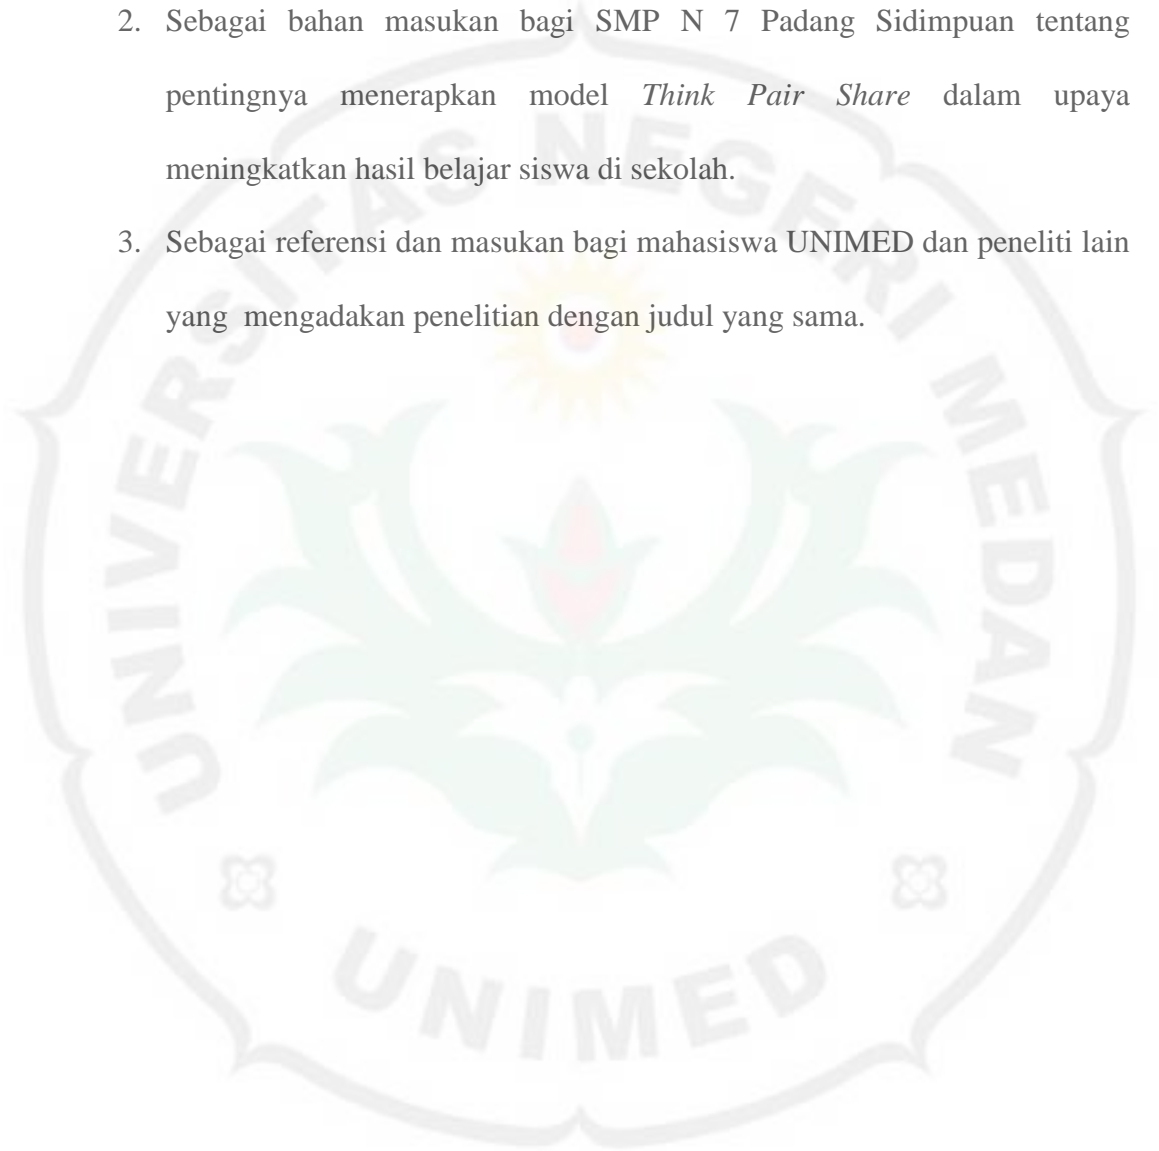 2. Sebagai bahan masukan bagi SMP N 7 Padang Sidimpuan tentang
pentingnya menerapkan model Think Pair Share dalam upaya
meningkatkan hasil belajar siswa di sekolah.
3. Sebagai referensi dan masukan bagi mahasiswa UNIMED dan peneliti lain
yang mengadakan penelitian dengan judul yang sama.
UNIVERSITAS NEGERI MEDAN
UNIMED